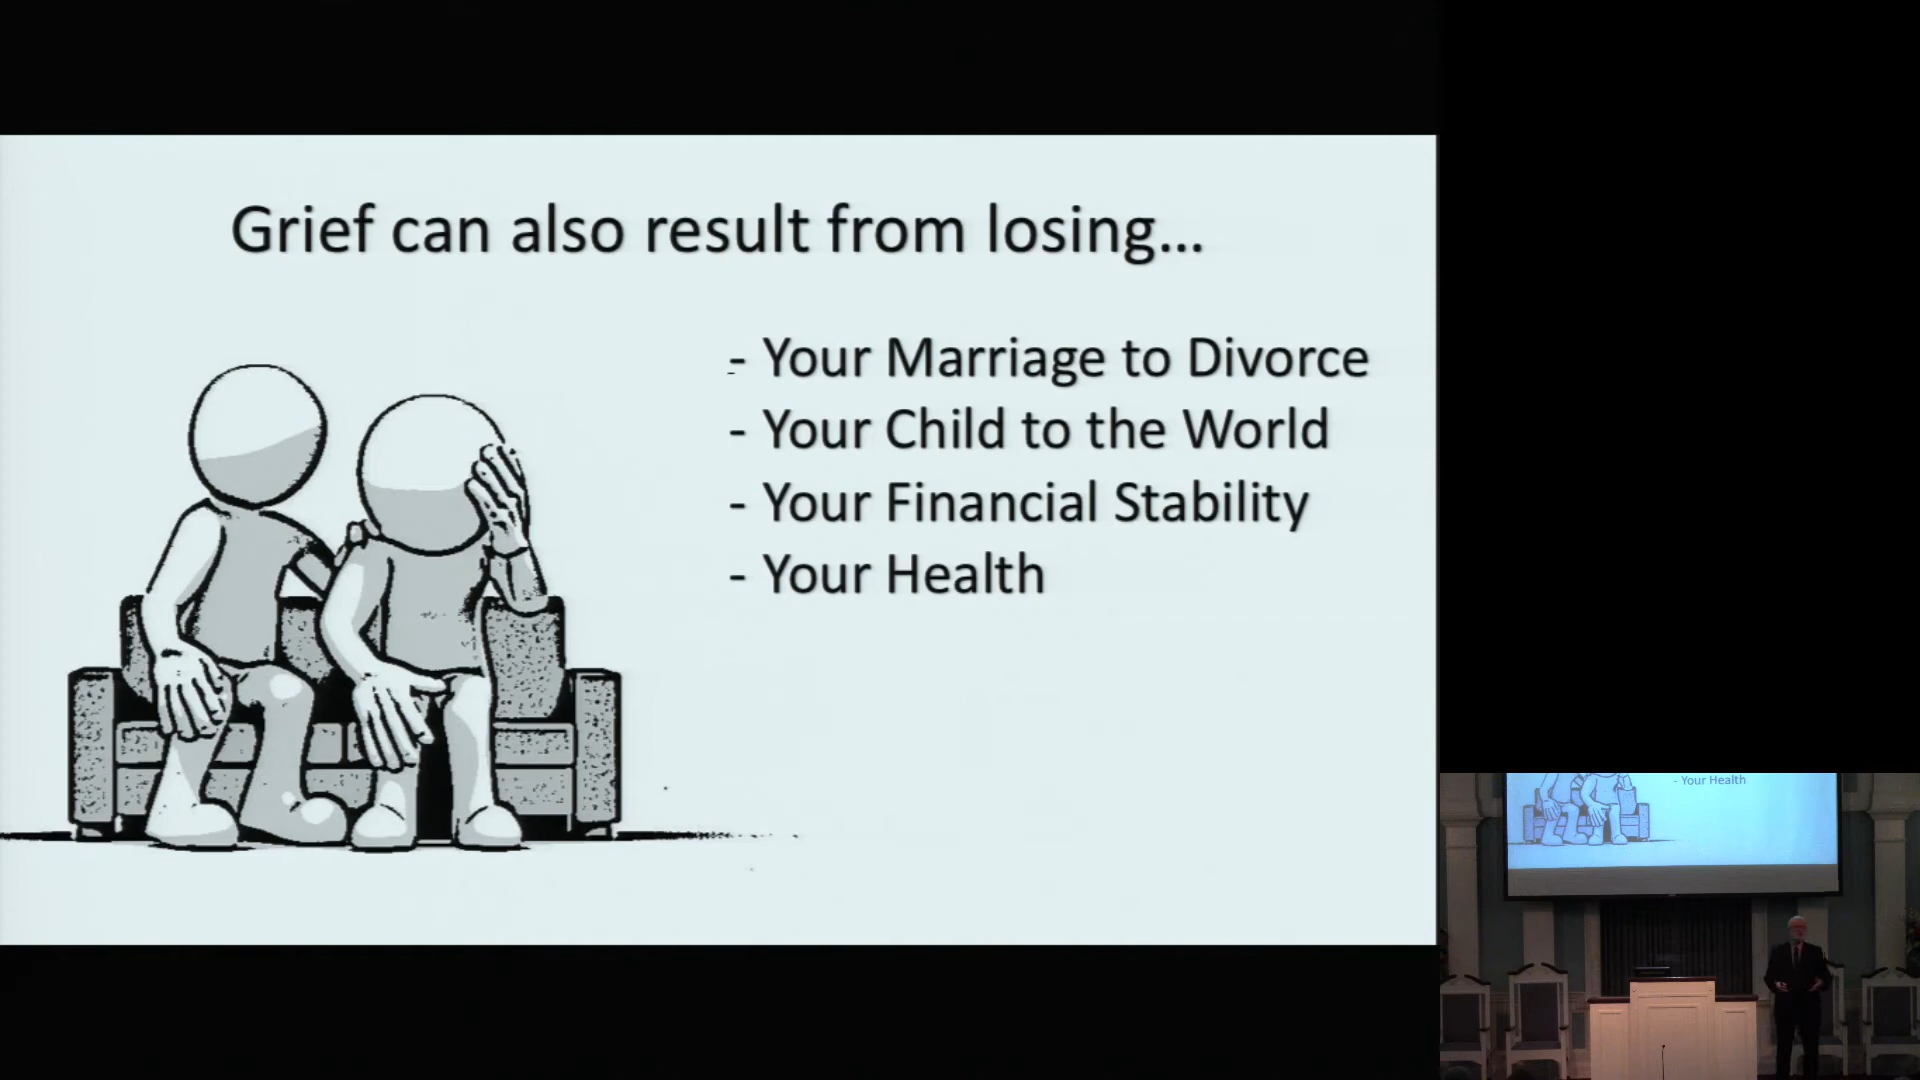 Grief can also result from losing...
- Your Marriage to Divorce
- Your Child to the World
- Your Financial Stability
- Your Health
- Your Health